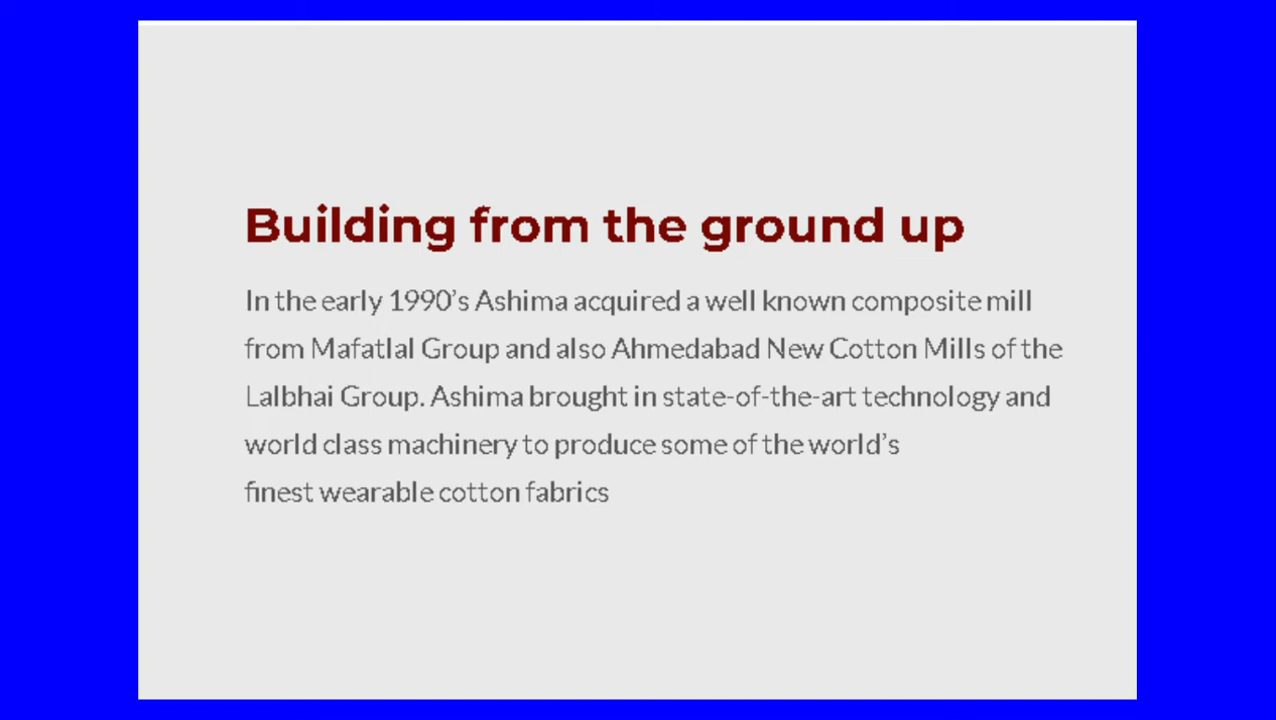 Building from the ground up
In the early 1990’s Ashima acquired a well known composite mill
from Mafatlal Group and also Ahmedabad New Cotton Mills of the
Lalbhai Group. Ashima brought in state-of-the-art technology and
world class machinery to produce some of the world’s
finest wearable cotton fabrics